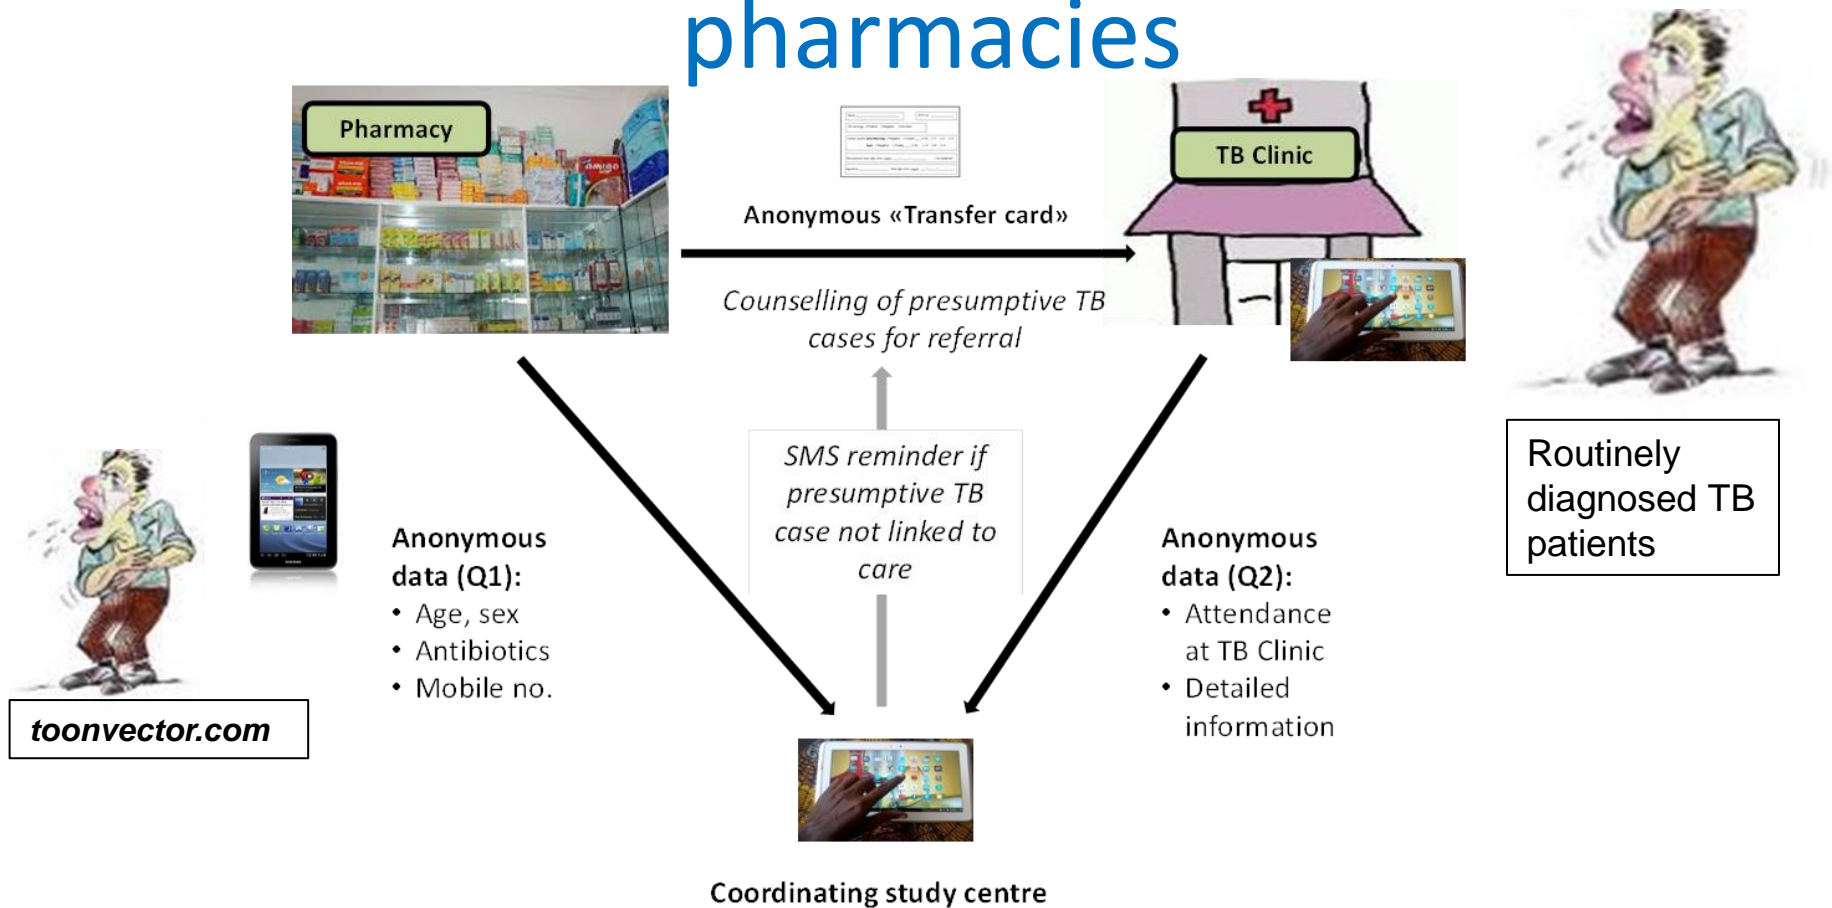 pharmacies
Pharmacy
TB Clinic
Anonymous «Transfer card»
Counselling of presumptive TB
cases for referral
SMS reminder if
presumptive TB
case not linked to
care
Anonymous
data (Q1):
• Age, sex
• Antibiotics
• Mobile no.
Anonymous
data (Q2):
• Attendance
at TB Clinic
• Detailed
information
Routinely
diagnosed TB
patients
toonvector.com
Coordinating study centre